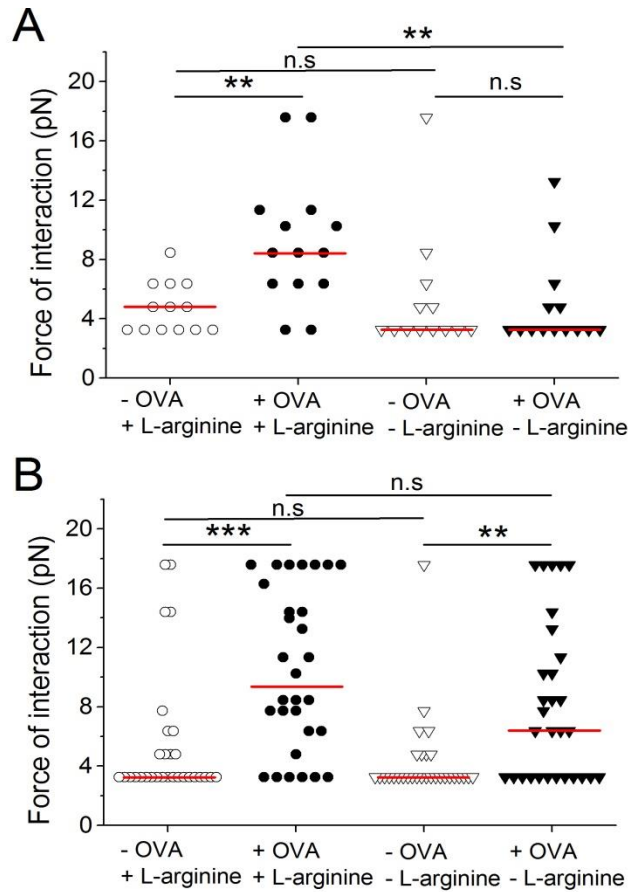 A
**
n.s
**
n.s
20
16
12
8
4
0
Force of interaction (pN)
- OVA + OVA - OVA + OVA
+ L-arginine + L-arginine - L-arginine - L-arginine
B
n.s
n.s
***
**
20
16
12
8
4
0
Force of interaction (pN)
- OVA + OVA - OVA + OVA
+ L-arginine + L-arginine - L-arginine - L-arginine